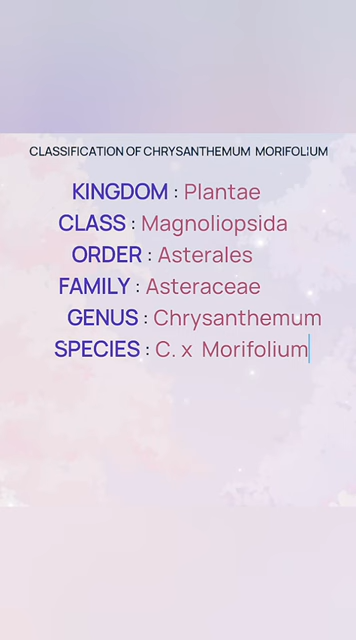 CLASSIFICATION OF CHRYSANTHEMUM MORIFOLIUM
KINGDOM : Plantae
CLASS : Magnoliopsida
ORDER : Asterales
FAMILY : Asteraceae
GENUS : Chrysanthemum
SPECIES : C. x Morifolium